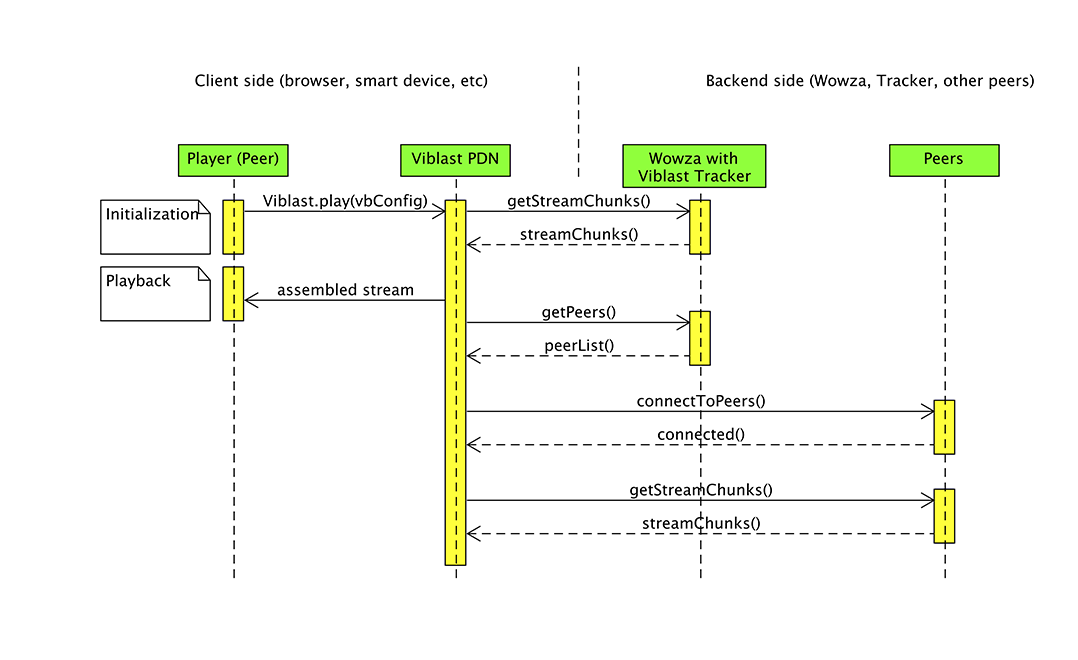 Client side (browser, smart device, etc)
Backend side (Wowza, Tracker, other peers)
Player (Peer)
Viblast PDN
Wowza with
Viblast Tracker
Peers
Initialization
Viblast.play(vbConfig)
getStreamChunks()
streamChunks()
Playback
assembled stream
getPeers()
peerList()
connectToPeers()
connected()
getStreamChunks()
streamChunks()